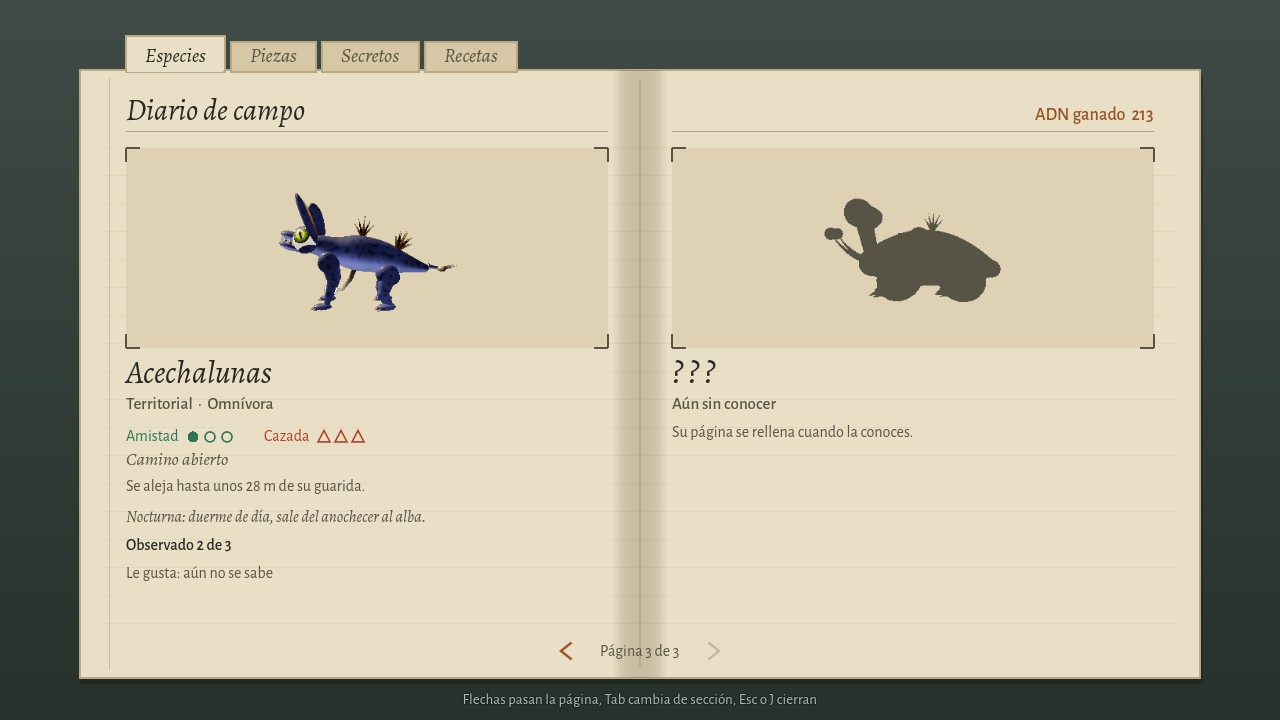 Especies Piezas Secretos Recetas
Diario de campo
ADN ganado 213
Acechalunas
Territorial · Omnívora
Amistad Cazada
Camino abierto
Se aleja hasta unos 28 m de su guarida.
Nocturna: duerme de día, sale del anochecer al alba.
Observado 2 de 3
Le gusta: aún no se sabe
???
Aún sin conocer
Su página se rellena cuando la conoces.
Página 3 de 3
Flechas pasan la página, Tab cambia de sección, Esc o J cierran